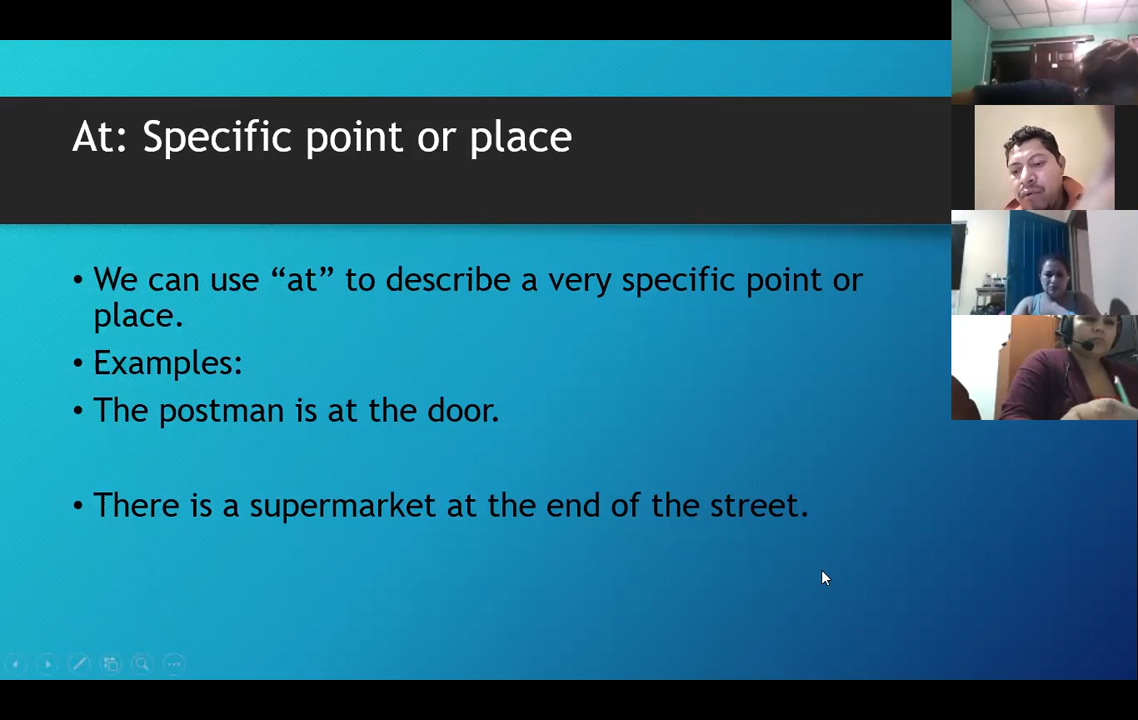 At: Specific point or place
• We can use “at” to describe a very specific point or
place.
• Examples:
• The postman is at the door.
• There is a supermarket at the end of the street.